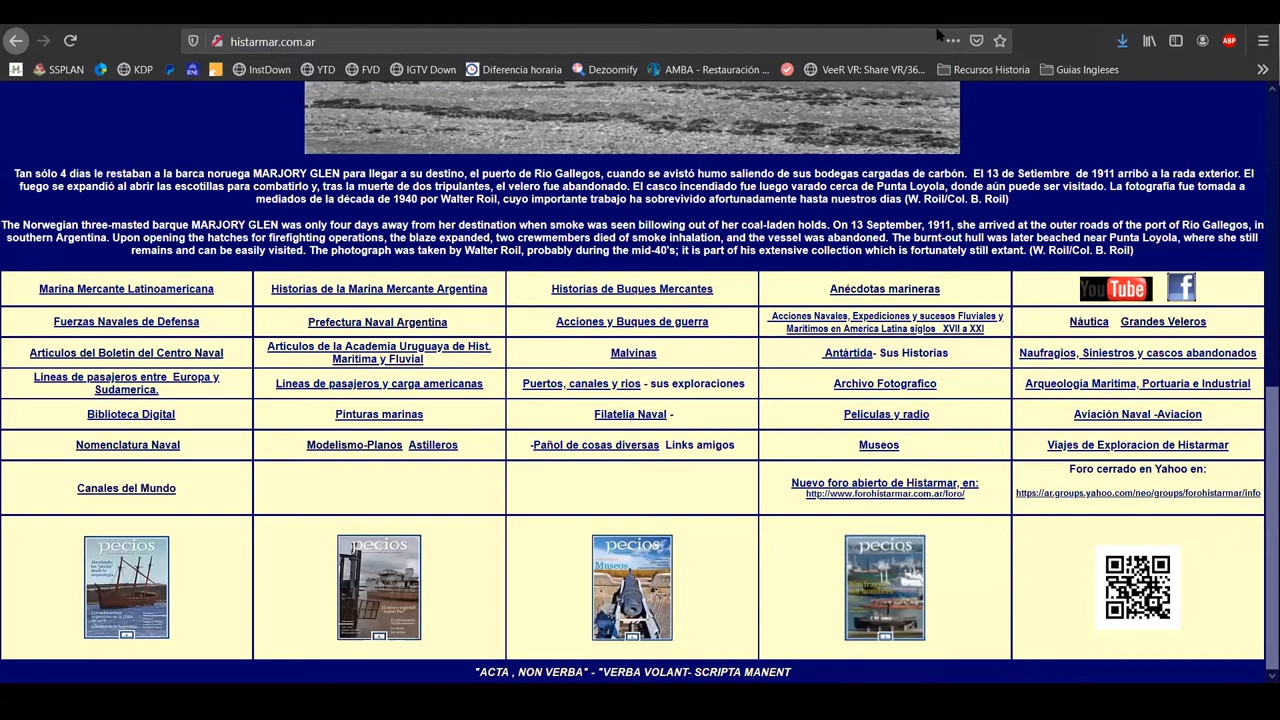 histarmar.com.ar
SSPLAN KDP InstDown YTD FVD IGTV Down Diferencia horaria Dezoomify AMBA - Restauración ... VeeR VR: Share VR/36... Recursos Historia Guias Ingleses
ABP
Tan sólo 4 días le restaban a la barca noruega MARJORY GLEN para llegar a su destino, el puerto de Río Gallegos, cuando se avistó humo saliendo de sus bodegas cargadas de carbón. El 13 de Setiembre de 1911 arribó a la rada exterior. El
fuego se expandió al abrir las escotillas para combatirlo y, tras la muerte de dos tripulantes, el velero fue abandonado. El casco incendiado fue luego varado cerca de Punta Loyola, donde aún puede ser visitado. La fotografía fue tomada a
mediados de la década de 1940 por Walter Roil, cuyo importante trabajo ha sobrevivido afortunadamente hasta nuestros días (W. Roil/Col. B. Roil)
The Norwegian three-masted barque MARJORY GLEN was only four days away from her destination when smoke was seen billowing out of her coal-laden holds. On 13 September, 1911, she arrived at the outer roads of the port of Rio Gallegos, in
southern Argentina. Upon opening the hatches for firefighting operations, the blaze expanded, two crewmembers died of smoke inhalation, and the vessel was abandoned. The burnt-out hull was later beached near Punta Loyola, where she still
remains and can be easily visited. The photograph was taken by Walter Roil, probably during the mid-40's; it is part of his extensive collection which is fortunately still extant. (W. Roil/Col. B. Roil)
Marina Mercante Latinoamericana
Historias de la Marina Mercante Argentina
Historias de Buques Mercantes
Anécdotas marineras
YouTube f
Fuerzas Navales de Defensa
Prefectura Naval Argentina
Acciones y Buques de guerra
Acciones Navales, Expediciones y sucesos Fluviales y
Maritimos en America Latina siglos XVII a XXI
Náutica Grandes Veleros
Articulos del Boletin del Centro Naval
Articulos de la Academia Uruguaya de Hist.
Maritima y Fluvial
Malvinas
Antártida- Sus Historias
Naufragios, Siniestros y cascos abandonados
Lineas de pasajeros entre Europa y
Sudamerica.
Lineas de pasajeros y carga americanas
Puertos, canales y rios - sus exploraciones
Archivo Fotografico
Arqueologia Maritima, Portuaria e Industrial
Biblioteca Digital
Pinturas marinas
Filatelia Naval -
Peliculas y radio
Aviación Naval -Aviacion
Nomenclatura Naval
Modelismo-Planos Astilleros
-Pañol de cosas diversas Links amigos
Museos
Viajes de Exploracion de Histarmar
Canales del Mundo
Nuevo foro abierto de Histarmar, en:
http://www.forohistarmar.com.ar/foro/
Foro cerrado en Yahoo en:
https://ar.groups.yahoo.com/neo/groups/forohistarmar/info
pecios
pecios
pecios
Museos
pecios
"ACTA , NON VERBA" - "VERBA VOLANT- SCRIPTA MANENT